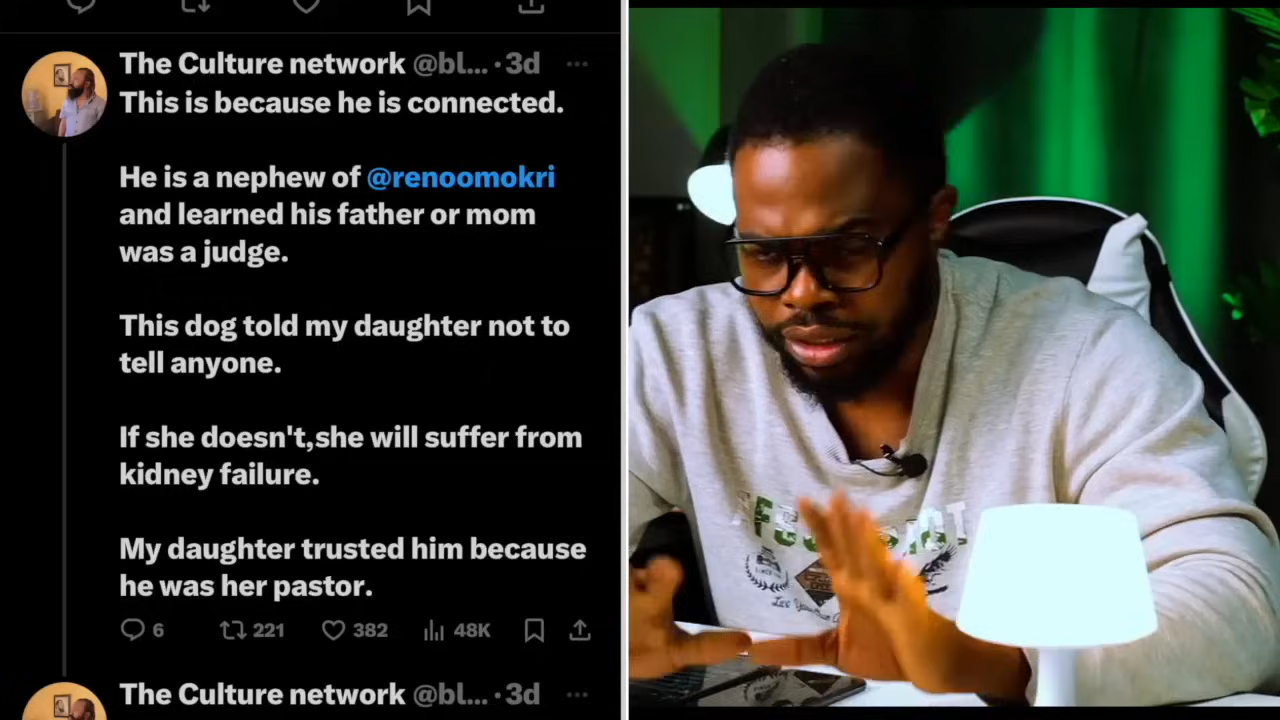 The Culture network @bl... · 3d ...
This is because he is connected.
He is a nephew of @renoomokri
and learned his father or mom
was a judge.
This dog told my daughter not to
tell anyone.
If she doesn't,she will suffer from
kidney failure.
My daughter trusted him because
he was her pastor.
6 221 382 48K
The Culture network @bl... · 3d ...